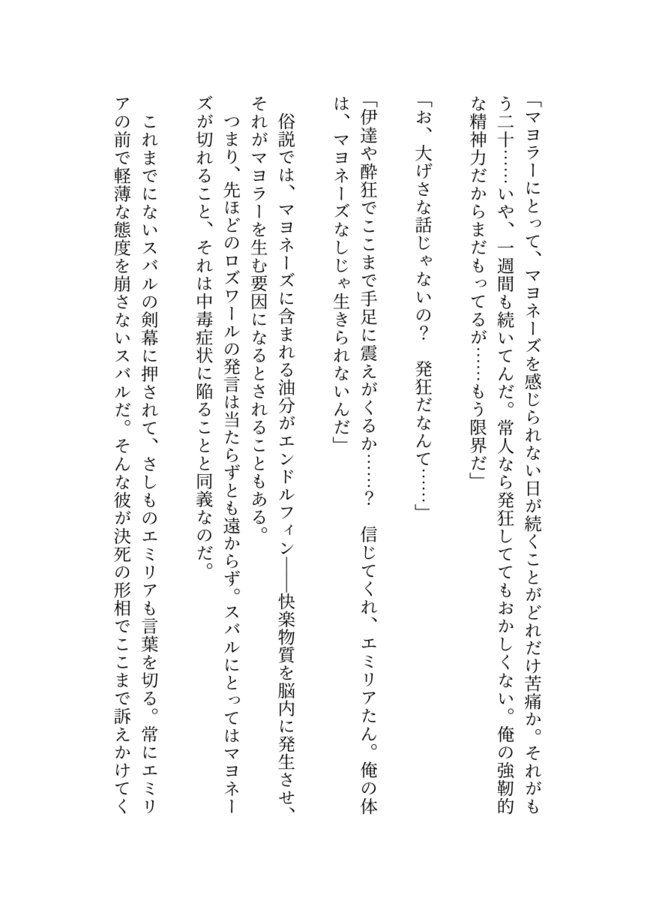 「マヨラーにとって、マヨネーズを感じられない日が続くことがどれだけ苦痛か。それがも
う二十……いや、一週間も続いてんだ。常人なら発狂しててもおかしくない。俺の強靭的
な精神力だからまだもってるが……もう限界だ」
「お、大げさな話じゃないの？　発狂だなんて……」
「伊達や酔狂でここまで手足に震えがくるか……？　信じてくれ、エミリアたん。俺の体
は、マヨネーズなしじゃ生きられないんだ」
　俗説では、マヨネーズに含まれる油分がエンドルフィン――快楽物質を脳内に発生させ、
それがマヨラーを生む要因になるとされることもある。
　つまり、先ほどのロズワールの発言は当たらずとも遠からず。スバルにとってはマヨネー
ズが切れること、それは中毒症状に陥ることと同義なのだ。
　これまでにないスバルの剣幕に押されて、さしものエミリアも言葉を切る。常にエミリ
アの前で軽薄な態度を崩さないスバルだ。そんな彼が決死の形相でここまで訴えかけてく